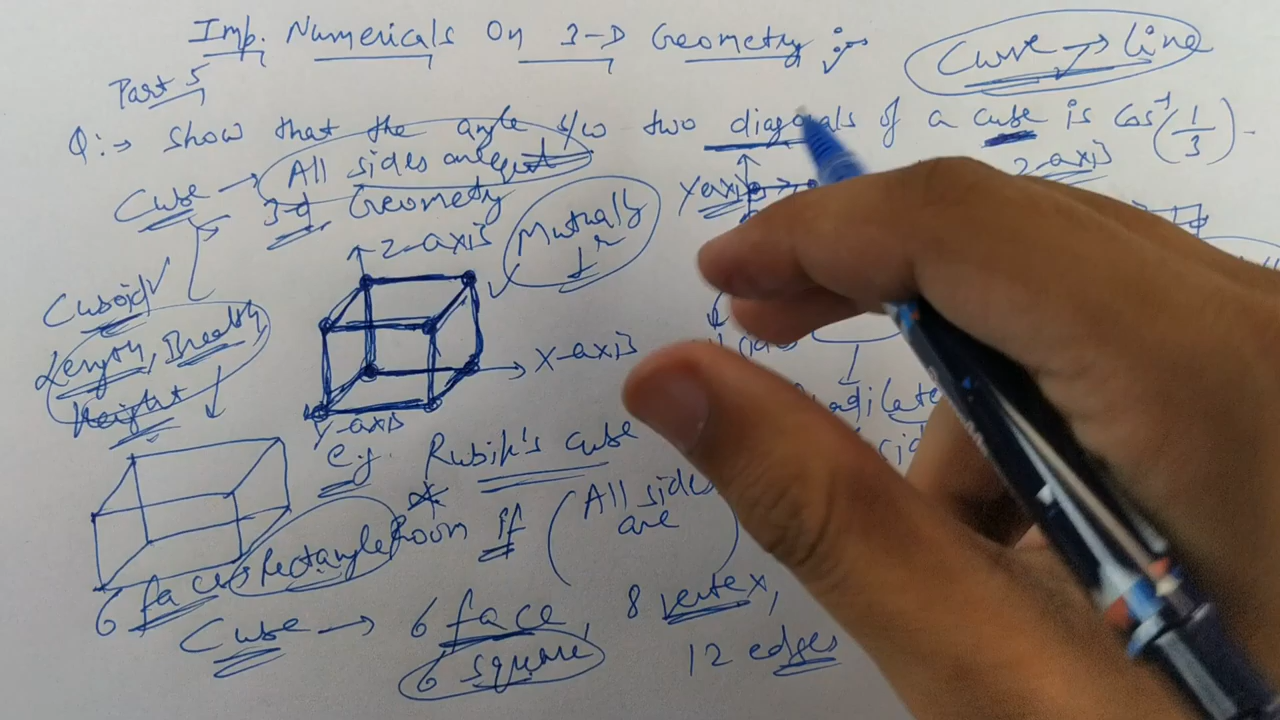 Imp. Numericals On 3-D Geometry :-
Curve → Line
Part 5
Q:→ Show that the angle b/w two diagonals of a cube is Cos⁻¹(1/3).
Cube → All sides are equal
3-d Geometry
Y-axis
Z-axis
Z-axis
Mutually
⊥r
Cuboid
Length, Breadth,
Height
X-axis
Y-axis
e.g. Rubik's cube
Room If (All sides
are
6 faces Rectangle
Cube → 6 face, 8 vertex,
6 square
12 edges